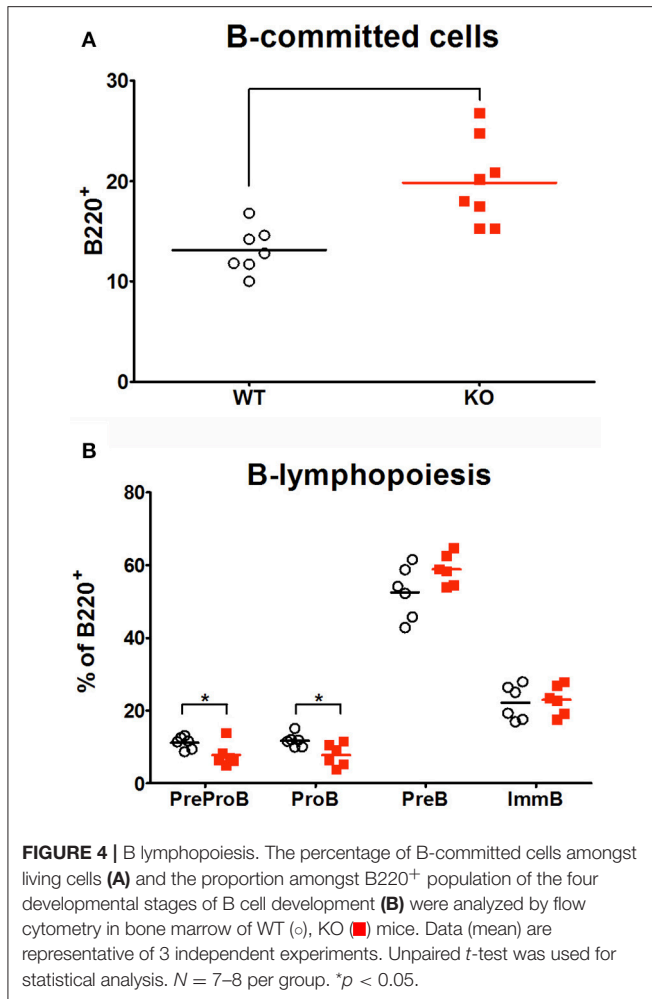 A
B-committed cells
B220+
30
20
10
0
WT
KO
B
B-lymphopoiesis
% of B220+
80
60
40
20
0
*
*
PreProB
ProB
PreB
ImmB
FIGURE 4 | B lymphopoiesis. The percentage of B-committed cells amongst
living cells (A) and the proportion amongst B220+ population of the four
developmental stages of B cell development (B) were analyzed by flow
cytometry in bone marrow of WT (○), KO (■) mice. Data (mean) are
representative of 3 independent experiments. Unpaired t-test was used for
statistical analysis. N = 7–8 per group. *p < 0.05.